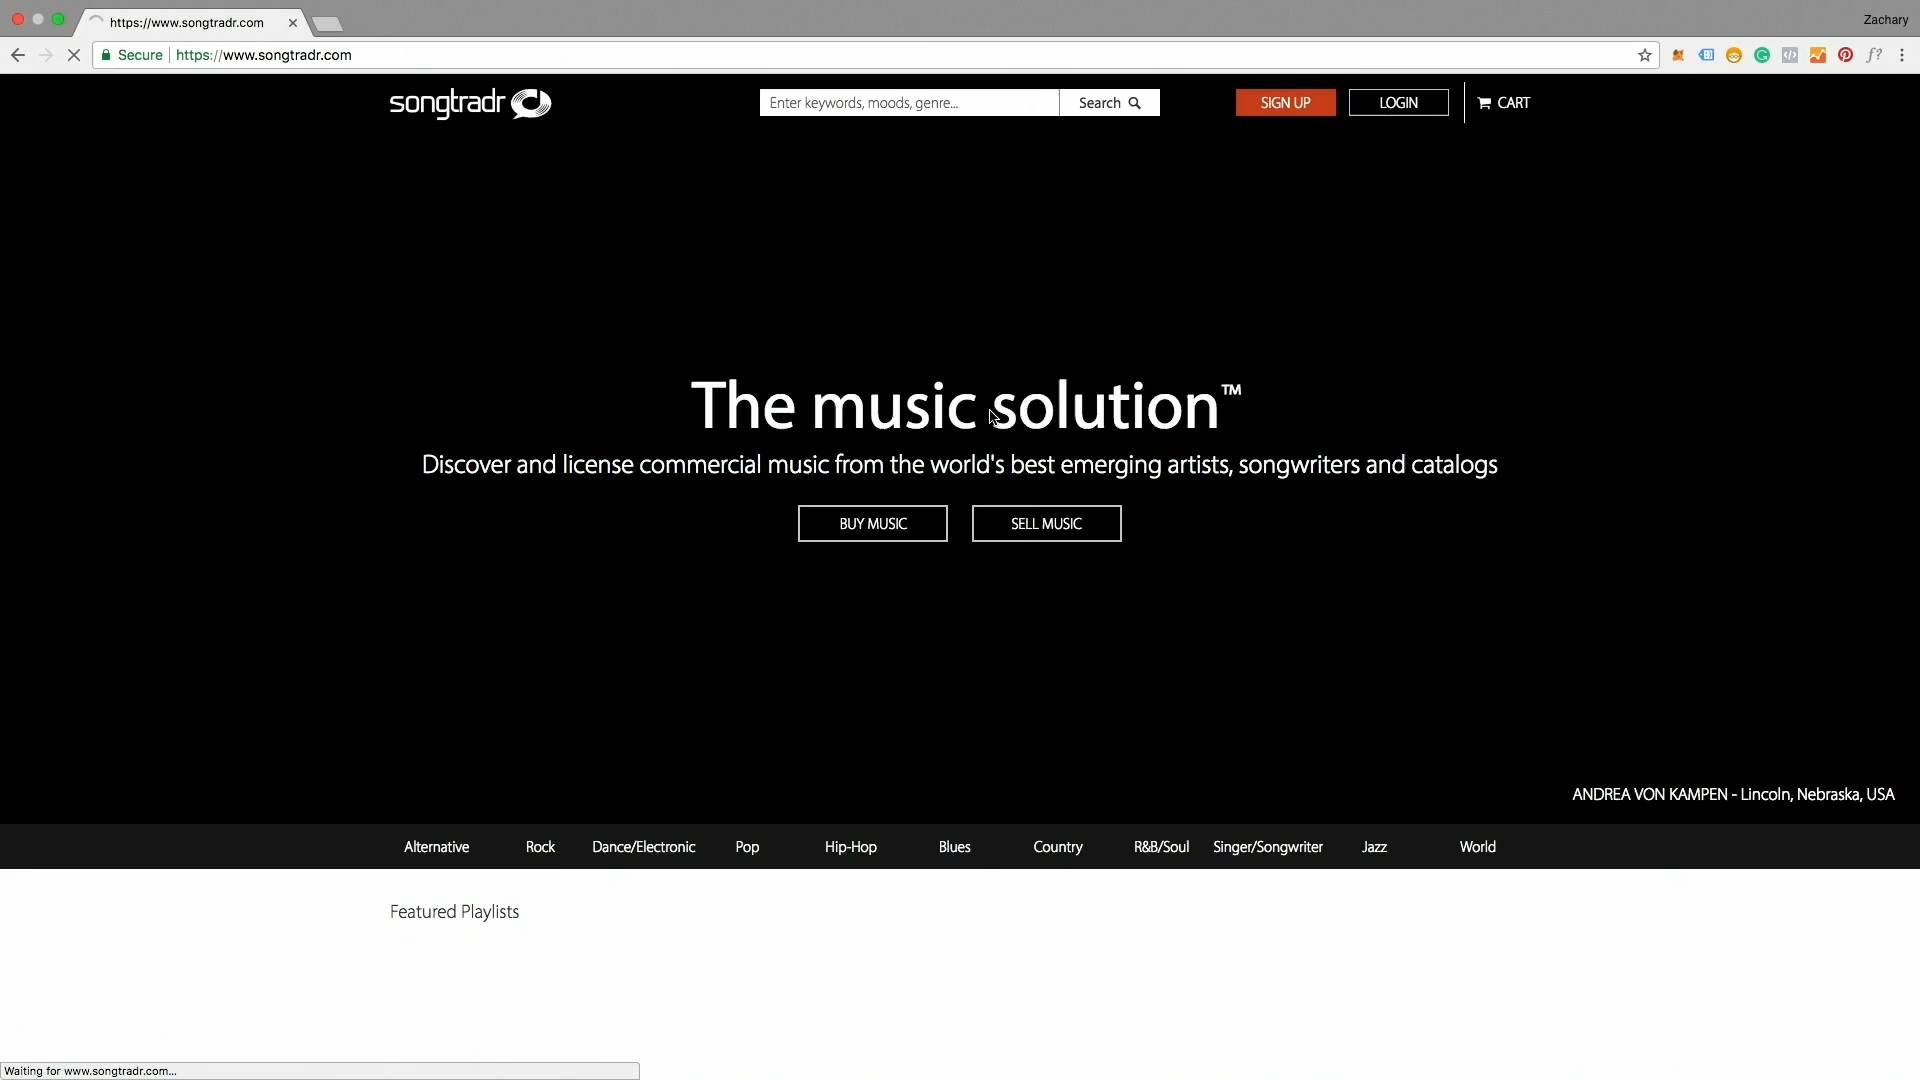 https://www.songtradr.com
Zachary
Secure
https://www.songtradr.com
songtradr
Enter keywords, moods, genre...
Search
SIGN UP
LOGIN
CART
The music solution™
Discover and license commercial music from the world's best emerging artists, songwriters and catalogs
BUY MUSIC
SELL MUSIC
ANDREA VON KAMPEN - Lincoln, Nebraska, USA
Alternative
Rock
Dance/Electronic
Pop
Hip-Hop
Blues
Country
R&B/Soul
Singer/Songwriter
Jazz
World
Featured Playlists
Waiting for www.songtradr.com...